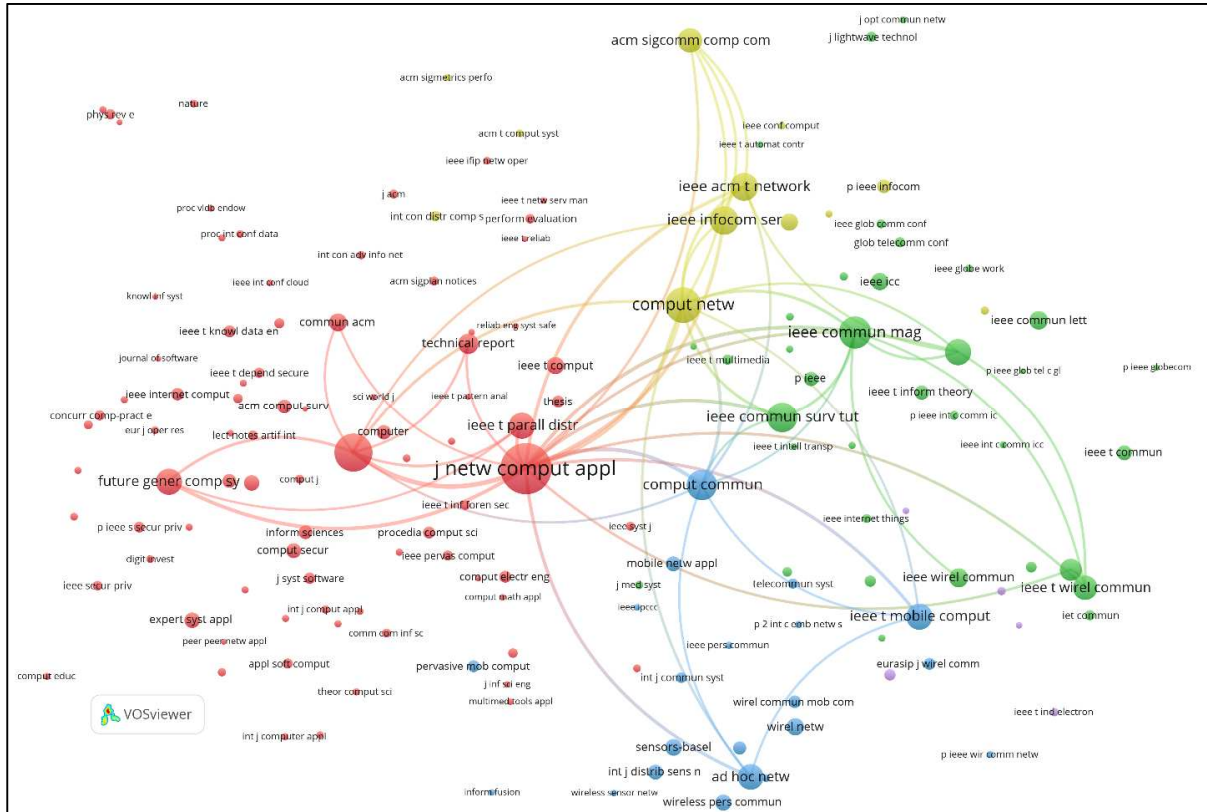 j opt commun netw
acm sigcomm comp com
j lightwave technol
acm sigmetrics perfo
nature
phys rev e
ieee conf comput
acm t comput syst
ieee t automat contr
ieee ifip netw oper
ieee acm t network
p ieee infocom
j acm
ieee t netw serv man
proc vldb endow
int con distr comp s
perform evaluation
ieee infocom ser
ieee glob comm conf
proc int conf data
ieee t reliab
glob telecomm conf
int con adv info net
ieee globe work
acm sigplan notices
ieee int conf cloud
ieee icc
knowl inf syst
comput netw
commun acm
ieee commun lett
ieee t knowl data en
reliab eng syst safe
ieee commun mag
technical report
journal of software
ieee t multimedia
ieee t comput
p ieee globecom
ieee t depend secure
p ieee glob tel c gl
p ieee
ieee internet comput
sci world j
ieee t pattern anal
thesis
ieee t inform theory
acm comput surv
concurr comp-pract e
ieee commun surv tut
p ieee int c comm ic
ieee t parall distr
eur j oper res
lect notes artif int
computer
ieee t intell transp
ieee int c comm icc
ieee t commun
j netw comput appl
future gener comp sy
comput j
comput commun
ieee t inf foren sec
ieee internet things
p ieee s secur priv
inform sciences
procedia comput sci
ieee syst j
comput secur
digit invest
ieee pervas comput
mobile netw appl
j syst software
comput electr eng
ieee wirel commun
ieee secur priv
j med syst
telecommun syst
ieee t wirel commun
comput math appl
int j comput appl
ieee ipccc
expert syst appl
ieee t mobile comput
iet commun
p 2 int c emb netw s
comm com inf sc
peer peer netw appl
ieee pers commun
appl soft comput
pervasive mob comput
eurasip j wirel comm
comput educ
int j commun syst
j inf sci eng
theor comput sci
multimed tools appl
wirel commun mob com
VOSviewer
ieee t ind electron
wirel netw
int j computer appl
sensors-basel
p ieee wir comm netw
int j distrib sens n
ad hoc netw
inform fusion
wireless sensor netw
wireless pers commun